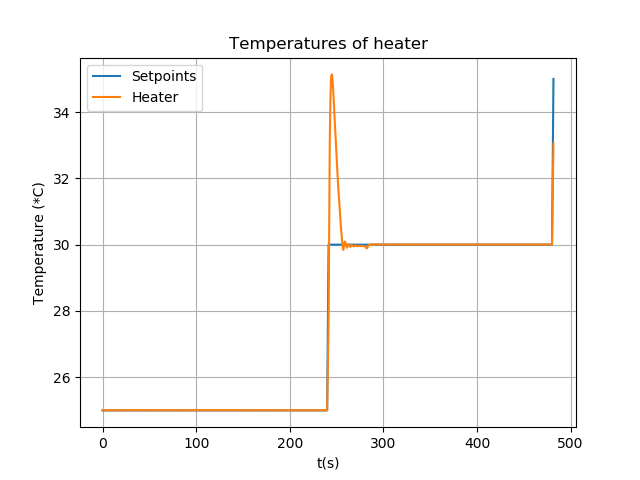 Temperatures of heater
Setpoints
Heater
Temperature (*C)
34
32
30
28
26
0 100 200 300 400 500
t(s)